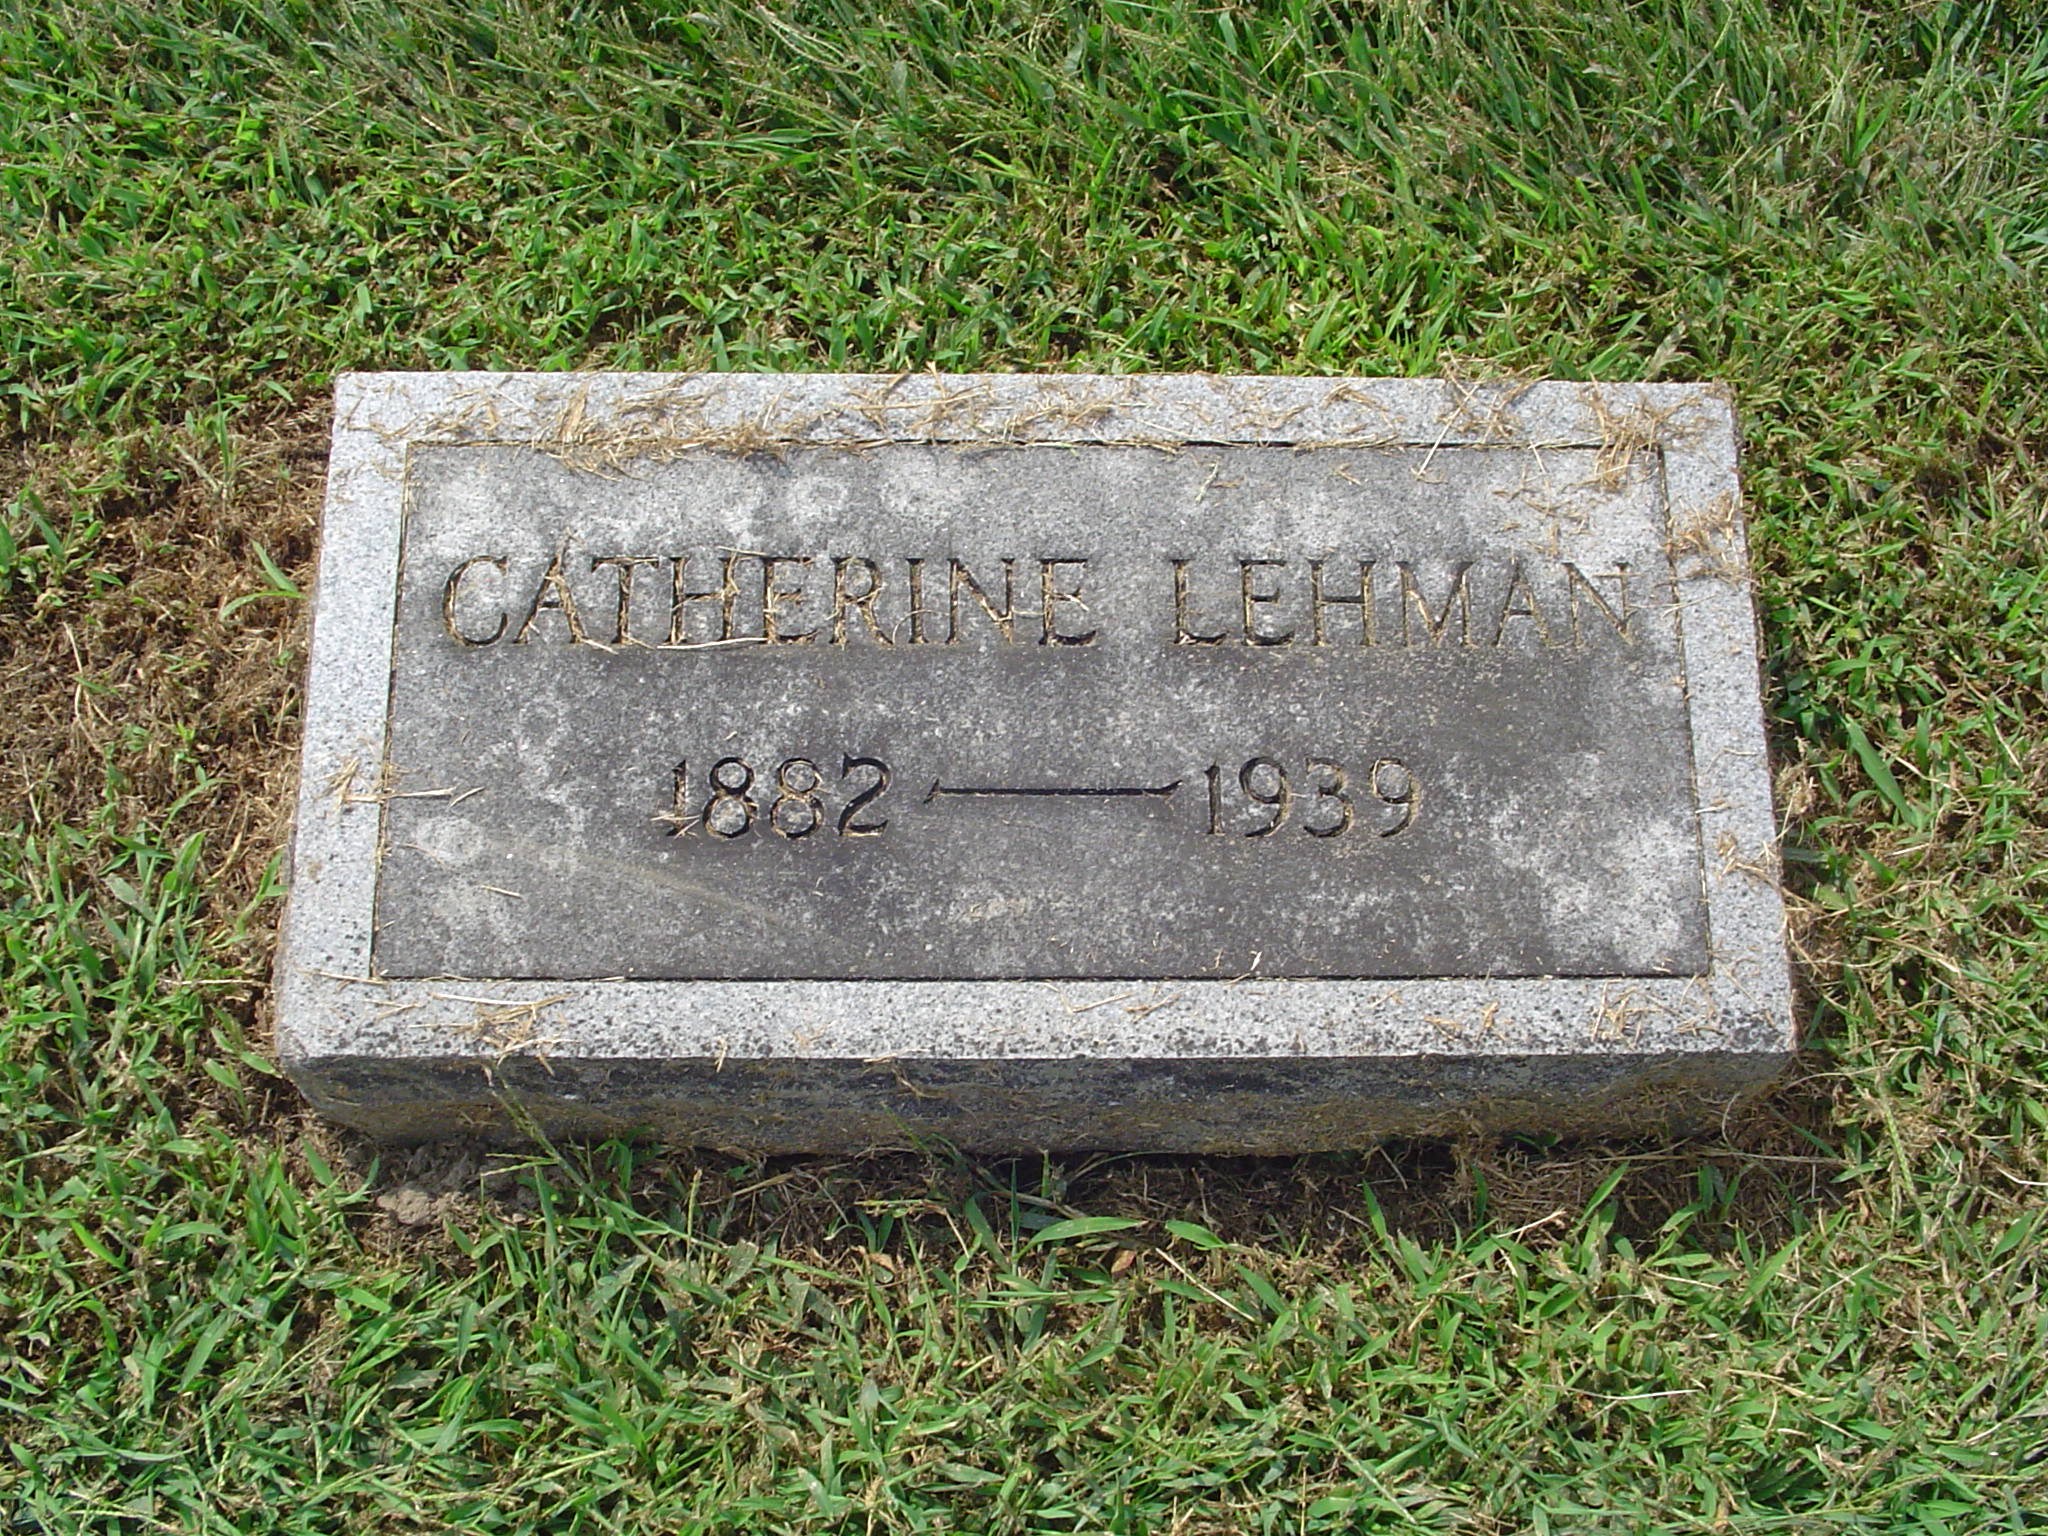 CATHERINE LEHMAN
1882 — 1939